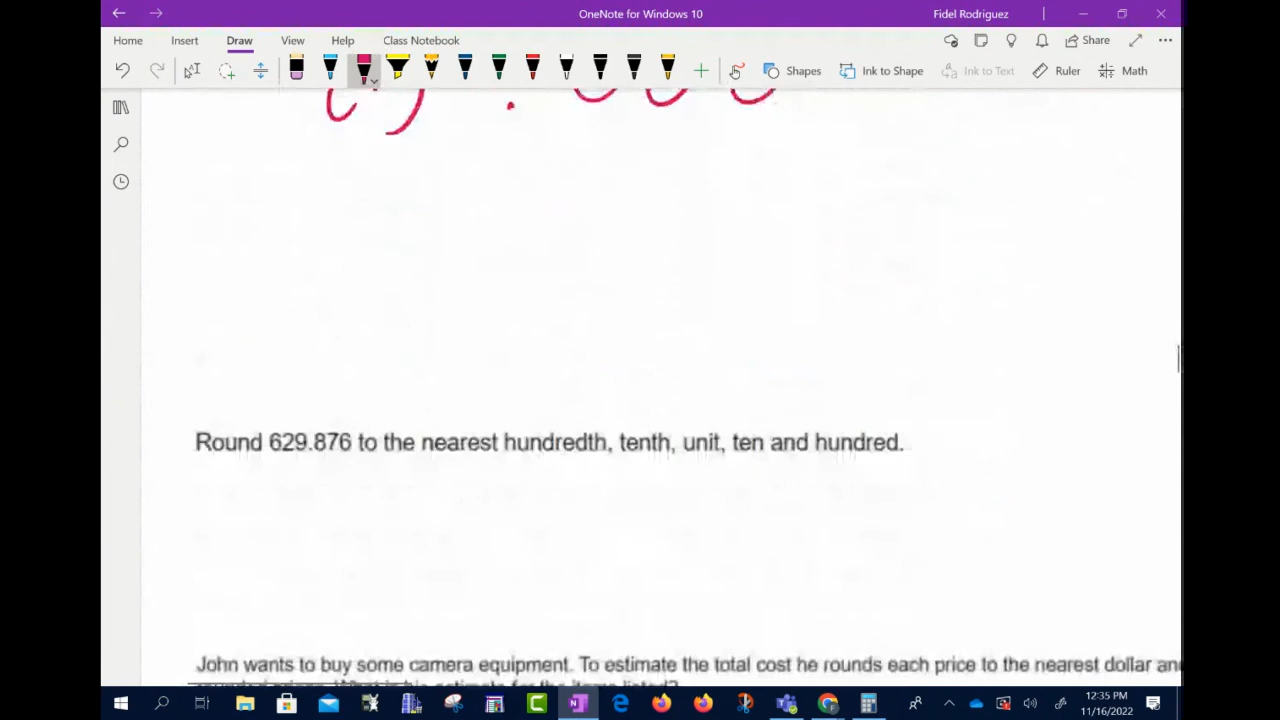 OneNote for Windows 10
Fidel Rodriguez
Home Insert Draw View Help Class Notebook
Share
Shapes Ink to Shape Ink to Text Ruler Math
Round 629.876 to the nearest hundredth, tenth, unit, ten and hundred.
John wants to buy some camera equipment. To estimate the total cost he rounds each price to the nearest dollar and
12:35 PM
11/16/2022